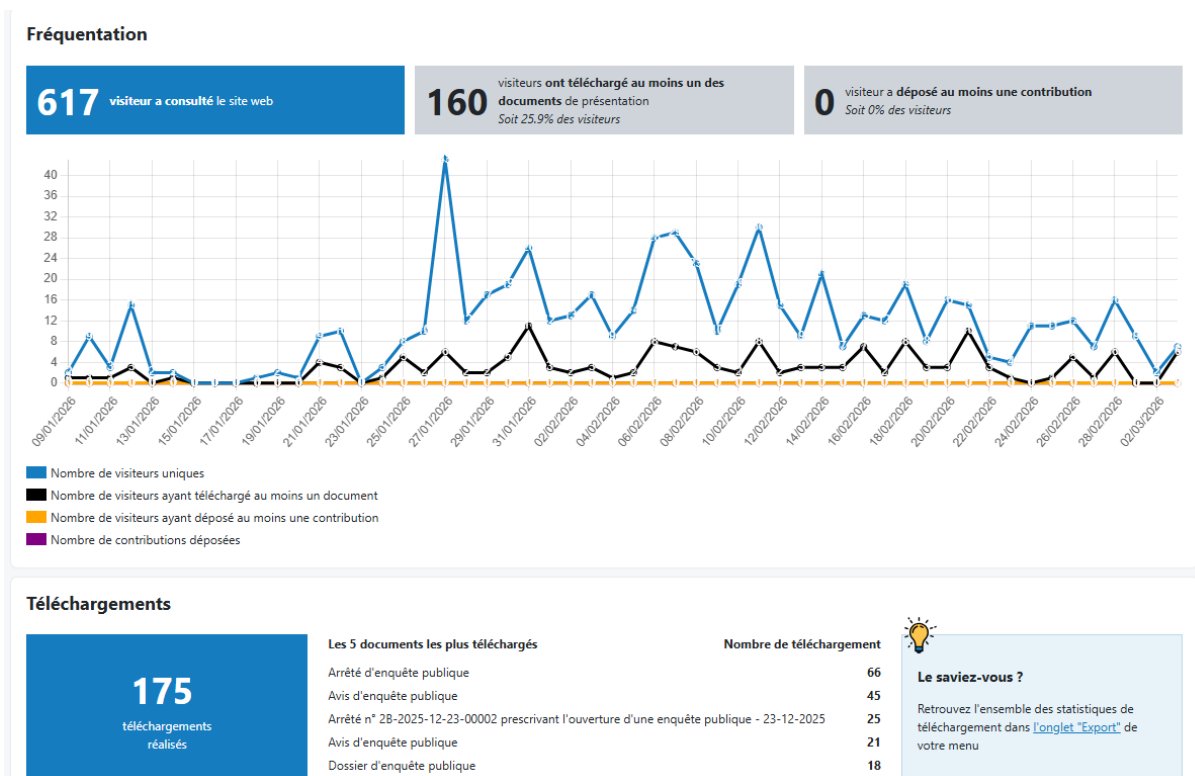 Fréquentation
617 visiteur a consulté le site web
160 visiteurs ont téléchargé au moins un des
documents de présentation
Soit 25.9% des visiteurs
0 visiteur a déposé au moins une contribution
Soit 0% des visiteurs
40
36
32
28
24
20
16
12
8
4
0
09/01/2026
11/01/2026
13/01/2026
15/01/2026
17/01/2026
19/01/2026
21/01/2026
23/01/2026
25/01/2026
27/01/2026
29/01/2026
31/01/2026
02/02/2026
04/02/2026
06/02/2026
08/02/2026
10/02/2026
12/02/2026
14/02/2026
16/02/2026
18/02/2026
20/02/2026
22/02/2026
24/02/2026
26/02/2026
28/02/2026
02/03/2026
Nombre de visiteurs uniques
Nombre de visiteurs ayant téléchargé au moins un document
Nombre de visiteurs ayant déposé au moins une contribution
Nombre de contributions déposées
Téléchargements
175
téléchargements
réalisés
Les 5 documents les plus téléchargés Nombre de téléchargement
Arrêté d'enquête publique 66
Avis d'enquête publique 45
Arrêté n° 2B-2025-12-23-00002 prescrivant l'ouverture d'une enquête publique - 23-12-2025 25
Avis d'enquête publique 21
Dossier d'enquête publique 18
Le saviez-vous ?
Retrouvez l'ensemble des statistiques de
téléchargement dans l'onglet "Export" de
votre menu